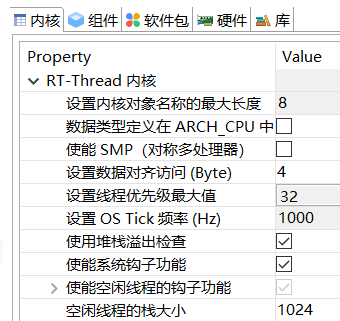 内核 组件 软件包 硬件 库
Property Value
RT-Thread 内核
设置内核对象名称的最大长度 8
数据类型定义在 ARCH_CPU 中
使能 SMP（对称多处理器）
设置数据对齐访问 (Byte) 4
设置线程优先级最大值 32
设置 OS Tick 频率 (Hz) 1000
使用堆栈溢出检查
使能系统钩子功能
使能空闲线程的钩子功能
空闲线程的栈大小 1024